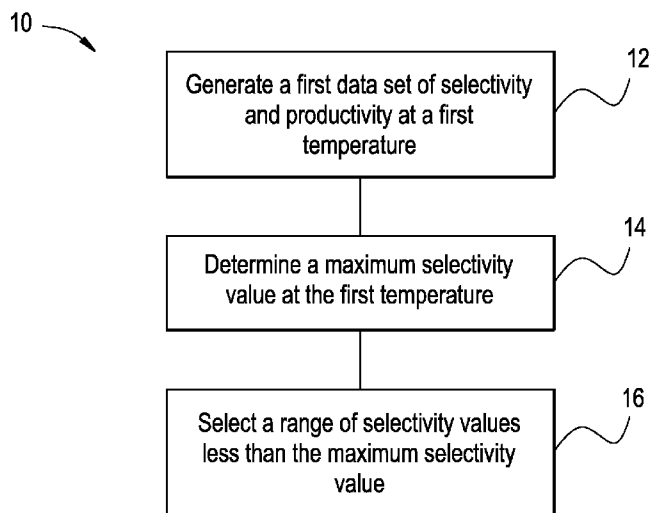 10
12
Generate a first data set of selectivity
and productivity at a first
temperature
14
Determine a maximum selectivity
value at the first temperature
16
Select a range of selectivity values
less than the maximum selectivity
value